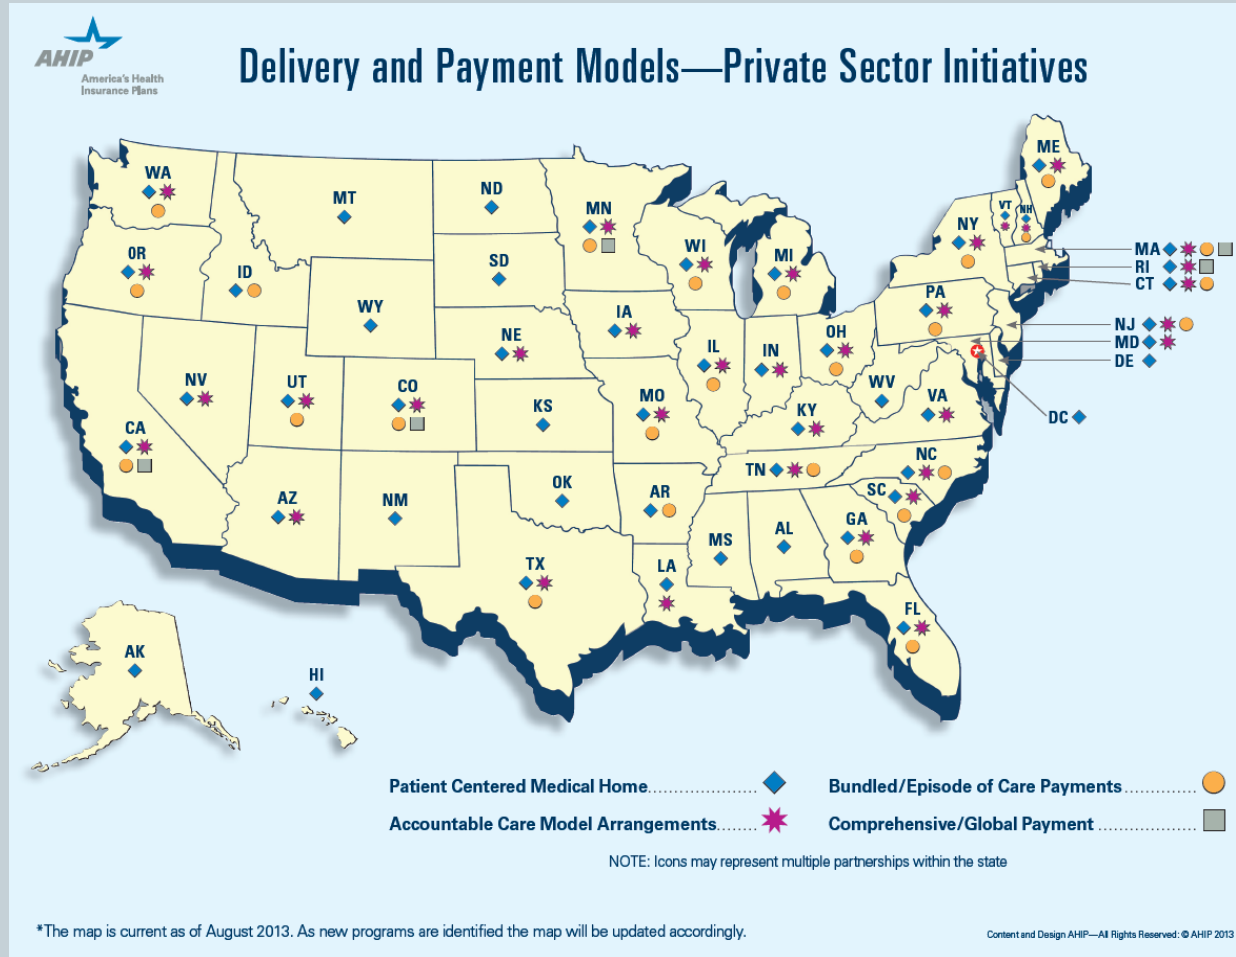 AHIP
America's Health
Insurance Plans
Delivery and Payment Models—Private Sector Initiatives
WA
MT
ND
MN
ME
OR
ID
SD
WI
MI
NY
VT
NH
MA
RI
CT
WY
NE
IA
PA
NJ
MD
DE
NV
UT
CO
IL
IN
OH
WV
VA
DC
CA
KS
MO
KY
AZ
NM
OK
AR
TN
NC
SC
TX
LA
MS
AL
GA
FL
AK
HI
Patient Centered Medical Home....................
Bundled/Episode of Care Payments.............
Accountable Care Model Arrangements........
Comprehensive/Global Payment ..................
NOTE: Icons may represent multiple partnerships within the state
*The map is current as of August 2013. As new programs are identified the map will be updated accordingly.
Content and Design AHIP—All Rights Reserved: © AHIP 2013